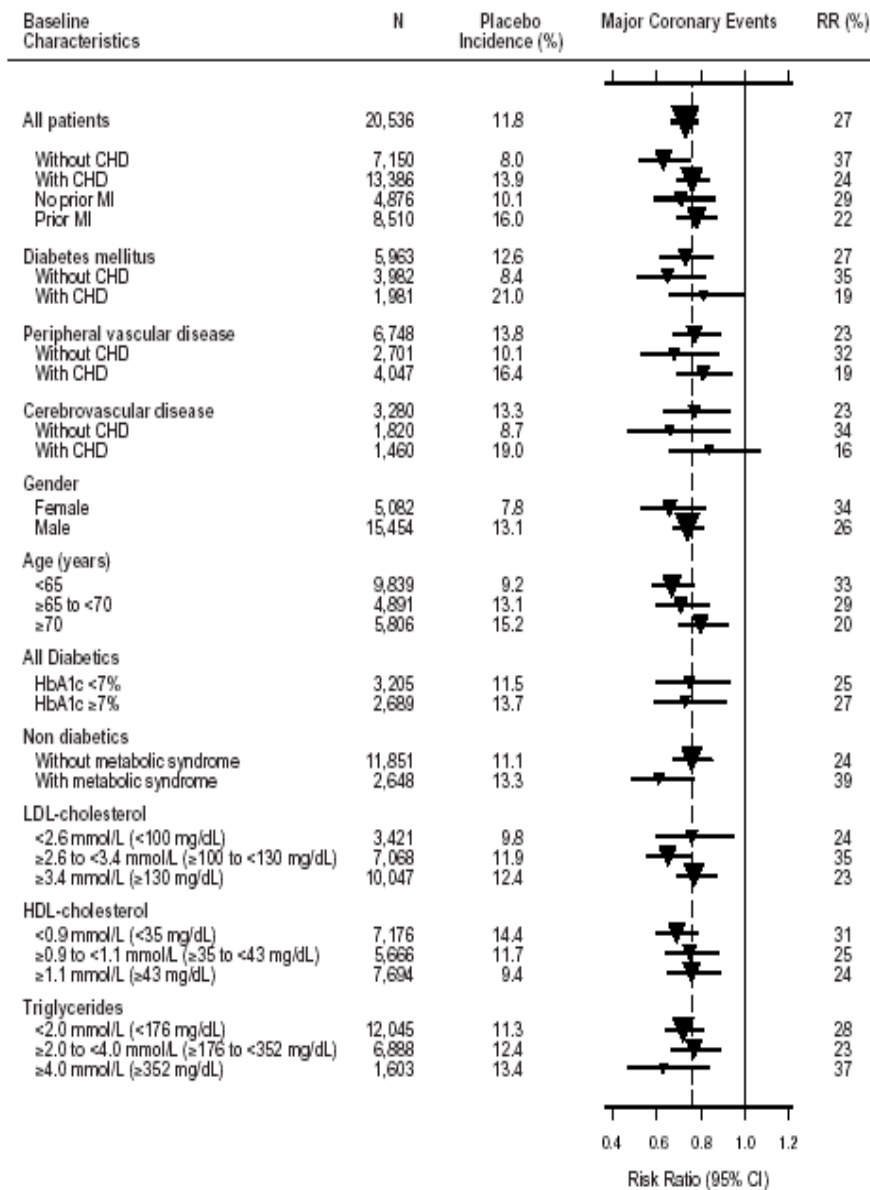 Baseline Characteristics N Placebo Incidence (%) Major Coronary Events RR (%)
All patients 20,536 11.8 27
Without CHD 7,150 8.0 37
With CHD 13,386 13.9 24
No prior MI 4,876 10.1 29
Prior MI 8,510 16.0 22
Diabetes mellitus 5,963 12.6 27
Without CHD 3,982 8.4 35
With CHD 1,981 21.0 19
Peripheral vascular disease 6,748 13.8 23
Without CHD 2,701 10.1 32
With CHD 4,047 16.4 19
Cerebrovascular disease 3,280 13.3 23
Without CHD 1,820 8.7 34
With CHD 1,460 19.0 16
Gender
Female 5,082 7.8 34
Male 15,454 13.1 26
Age (years)
<65 9,839 9.2 33
≥65 to <70 4,891 13.1 29
≥70 5,806 15.2 20
All Diabetics
HbA1c <7% 3,205 11.5 25
HbA1c ≥7% 2,689 13.7 27
Non diabetics
Without metabolic syndrome 11,851 11.1 24
With metabolic syndrome 2,648 13.3 39
LDL-cholesterol
<2.6 mmol/L (<100 mg/dL) 3,421 9.8 24
≥2.6 to <3.4 mmol/L (≥100 to <130 mg/dL) 7,068 11.9 35
≥3.4 mmol/L (≥130 mg/dL) 10,047 12.4 23
HDL-cholesterol
<0.9 mmol/L (<35 mg/dL) 7,176 14.4 31
≥0.9 to <1.1 mmol/L (≥35 to <43 mg/dL) 5,666 11.7 25
≥1.1 mmol/L (≥43 mg/dL) 7,694 9.4 24
Triglycerides
<2.0 mmol/L (<176 mg/dL) 12,045 11.3 28
≥2.0 to <4.0 mmol/L (≥176 to <352 mg/dL) 6,888 12.4 23
≥4.0 mmol/L (≥352 mg/dL) 1,603 13.4 37
0.4 0.6 0.8 1.0 1.2
Risk Ratio (95% CI)